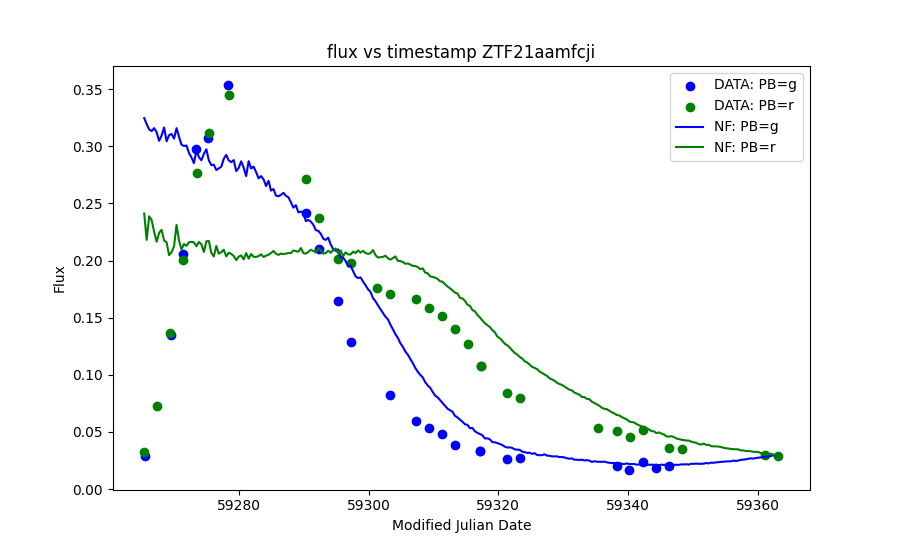 flux vs timestamp ZTF21aamfcji
0.35
0.30
0.25
0.20
0.15
0.10
0.05
0.00
Flux
59280
59300
59320
59340
59360
Modified Julian Date
DATA: PB=g
DATA: PB=r
NF: PB=g
NF: PB=r